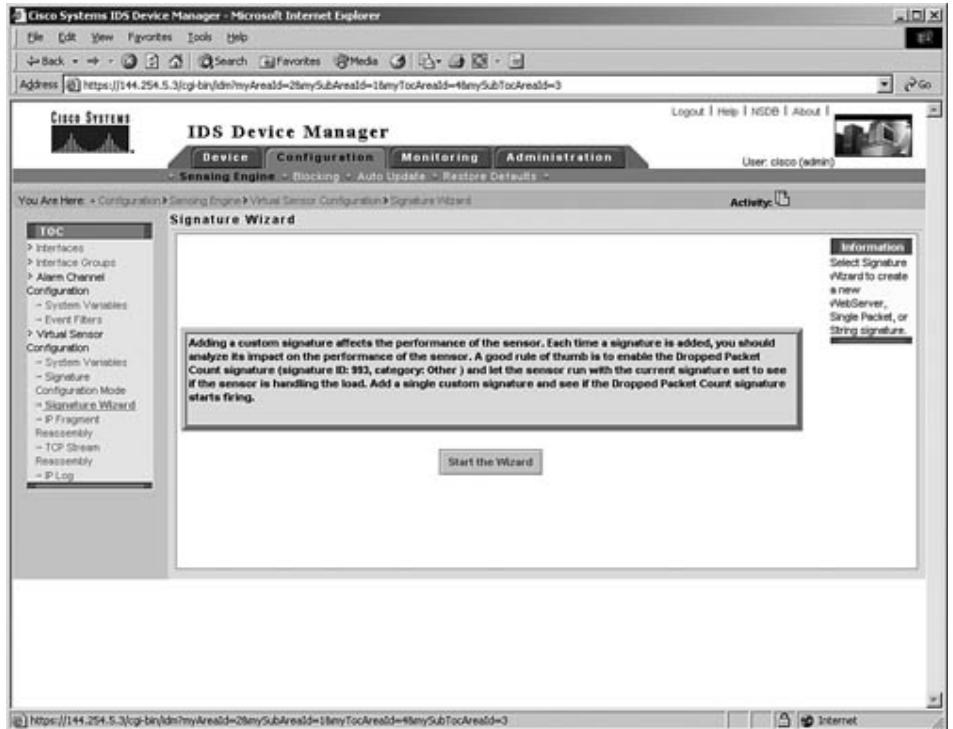 Cisco Systems IDS Device Manager - Microsoft Internet Explorer
File Edit View Favorites Tools Help
Back Search Favorites Media
Address https://144.254.5.3/cgi-bin/idm?myAreaId=2&mySubAreaId=1&myTocAreaId=4&mySubTocAreaId=3 Go
CISCO SYSTEMS
Logout | Help | NSDB | About |
IDS Device Manager
Device Configuration Monitoring Administration
User: cisco (admin)
Sensing Engine Blocking Auto Update Restore Defaults
You Are Here: Configuration Sensing Engine Virtual Sensor Configuration Signature Wizard
Activity:
Signature Wizard
TOC
> Interfaces
> Interface Groups
> Alarm Channel
Configuration
- System Variables
- Event Filters
> Virtual Sensor
Configuration
- System Variables
- Signature
Configuration Mode
- Signature Wizard
- IP Fragment
Reassembly
- TCP Stream
Reassembly
- IP Log
Adding a custom signature affects the performance of the sensor. Each time a signature is added, you should
analyze its impact on the performance of the sensor. A good rule of thumb is to enable the Dropped Packet
Count signature (signature ID: 993, category: Other ) and let the sensor run with the current signature set to see
if the sensor is handling the load. Add a single custom signature and see if the Dropped Packet Count signature
starts firing.
Start the Wizard
Information
Select Signature
Wizard to create
a new
WebServer,
Single Packet, or
String signature.
https://144.254.5.3/cgi-bin/idm?myAreaId=2&mySubAreaId=1&myTocAreaId=4&mySubTocAreaId=3
Internet